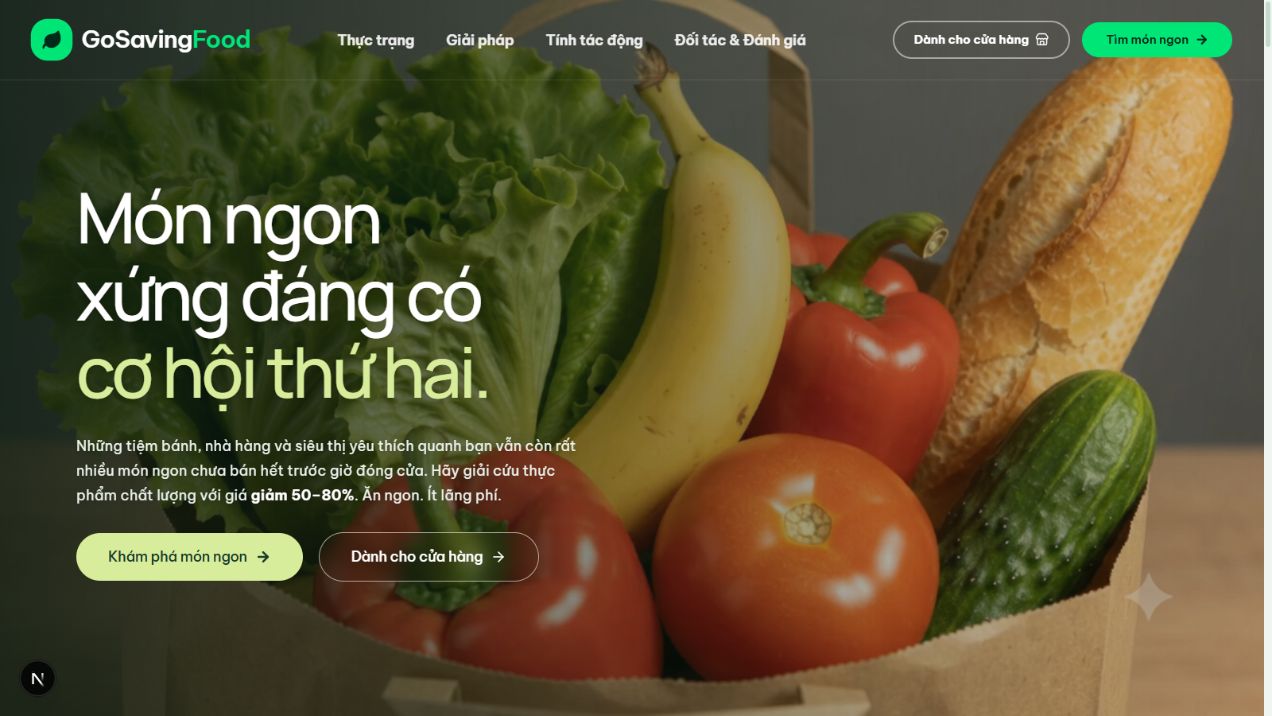 GoSavingFood
Thực trạng
Giải pháp
Tính tác động
Đối tác & Đánh giá
Dành cho cửa hàng
Tìm món ngon
Món ngon
xứng đáng có
cơ hội thứ hai.
Những tiệm bánh, nhà hàng và siêu thị yêu thích quanh bạn vẫn còn rất
nhiều món ngon chưa bán hết trước giờ đóng cửa. Hãy giải cứu thực
phẩm chất lượng với giá giảm 50–80%. Ăn ngon. Ít lãng phí.
Khám phá món ngon
Dành cho cửa hàng
N